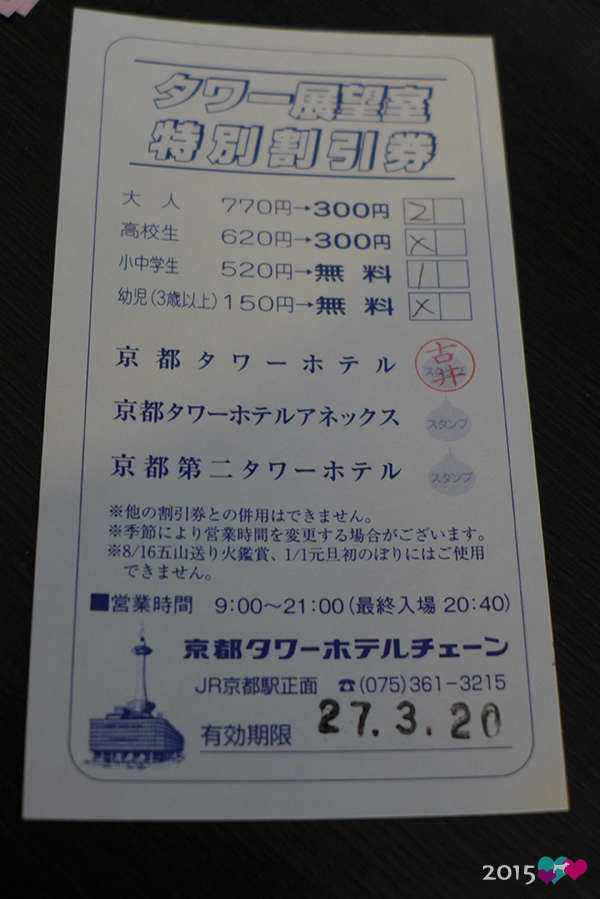 タワー展望室
特別割引券
大人 770円→300円 2
高校生 620円→300円 X
小中学生 520円→無料 1
幼児(3歳以上) 150円→無料 X
京都タワーホテル 古井 スタンプ
京都タワーホテルアネックス スタンプ
京都第二タワーホテル スタンプ
※他の割引券との併用はできません。
※季節により営業時間を変更する場合がございます。
※8/16五山送り火鑑賞、1/1元旦初のぼりにはご使用
できません。
■営業時間 9:00〜21:00(最終入場 20:40)
京都タワーホテルチェーン
JR京都駅正面 ☎(075)361-3215
有効期限 27.3.20
2015